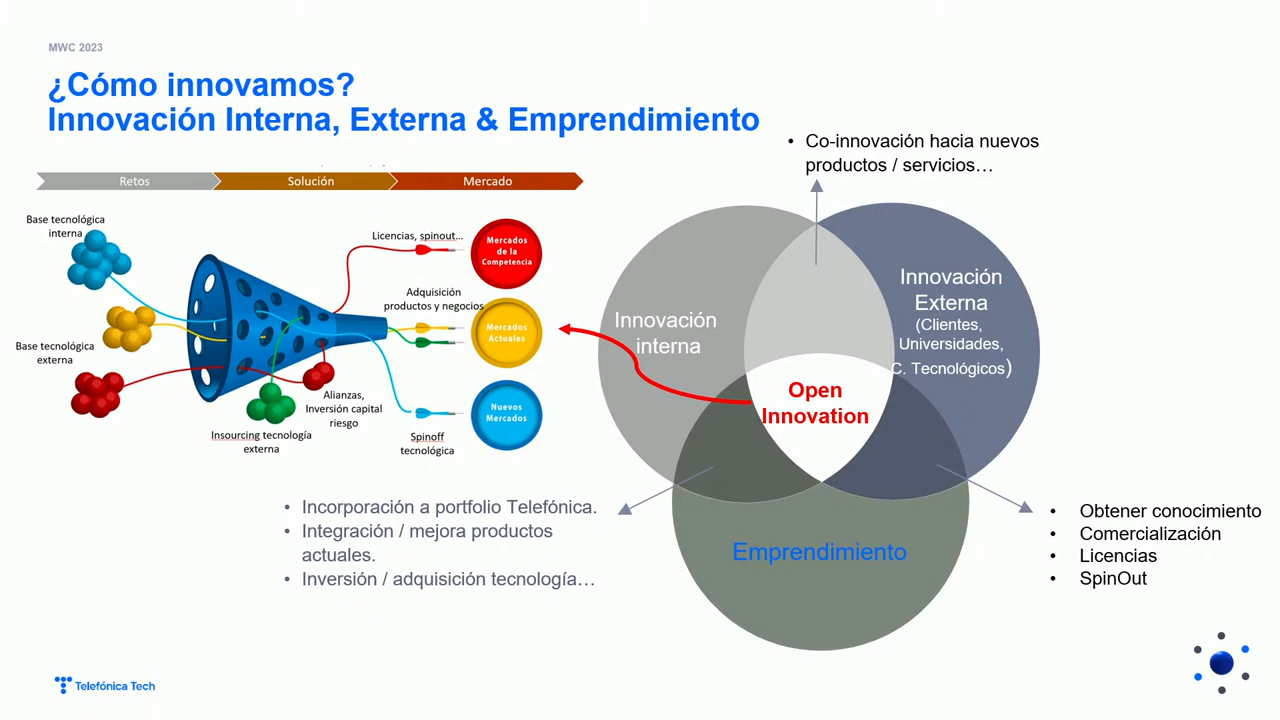 MWC 2023
¿Cómo innovamos?
Innovación Interna, Externa & Emprendimiento
Retos
Solución
Mercado
Base tecnológica
interna
Base tecnológica
externa
Insourcing tecnología
externa
Alianzas,
Inversión capital
riesgo
Licencias, spinout...
Adquisición
productos y negocios
Spinoff
tecnológica
Mercados
de la
Competencia
Mercados
Actuales
Nuevos
Mercados
• Co-innovación hacia nuevos
productos / servicios…
Innovación
interna
Innovación
Externa
(Clientes,
Universidades,
C. Tecnológicos)
Open
Innovation
Emprendimiento
• Incorporación a portfolio Telefónica.
• Integración / mejora productos
actuales.
• Inversión / adquisición tecnología…
• Obtener conocimiento
• Comercialización
• Licencias
• SpinOut
Telefónica Tech